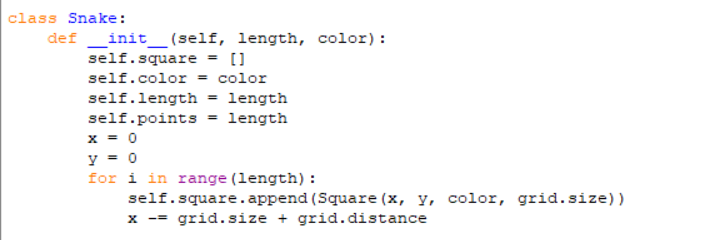 class Snake:
    def __init__(self, length, color):
        self.square = []
        self.color = color
        self.length = length
        self.points = length
        x = 0
        y = 0
        for i in range(length):
            self.square.append(Square(x, y, color, grid.size))
            x -= grid.size + grid.distance